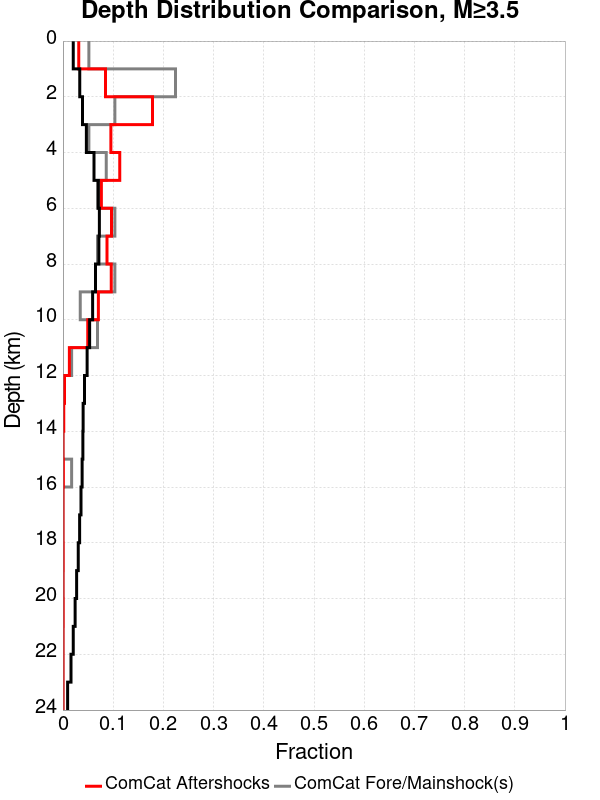 Depth Distribution Comparison, M≥3.5
0
2
4
6
8
10
12
14
16
18
20
22
24
Depth (km)
0 0.1 0.2 0.3 0.4 0.5 0.6 0.7 0.8 0.9 1
Fraction
ComCat Aftershocks ComCat Fore/Mainshock(s)